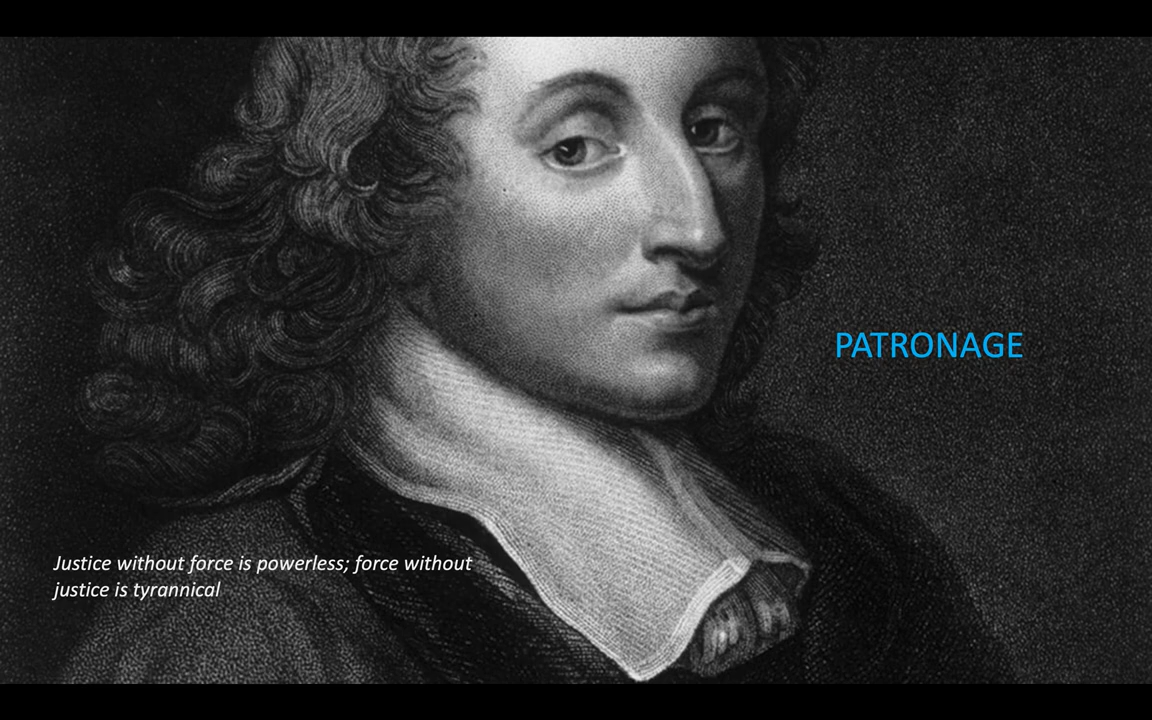 PATRONAGE
Justice without force is powerless; force without
justice is tyrannical